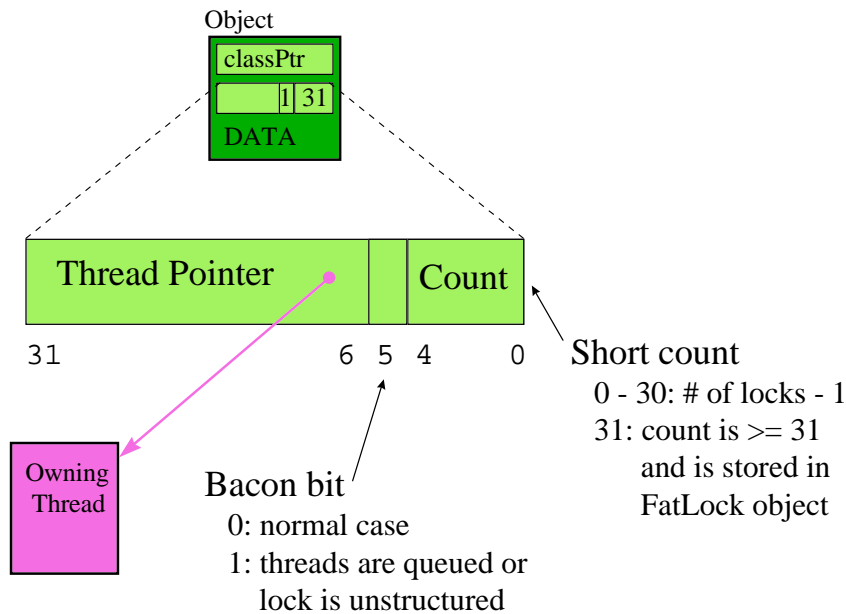 Object
classPtr
1 31
DATA
Thread Pointer
Count
31 6 5 4 0
Short count
0 - 30: # of locks - 1
31: count is >= 31
and is stored in
FatLock object
Owning
Thread
Bacon bit
0: normal case
1: threads are queued or
lock is unstructured